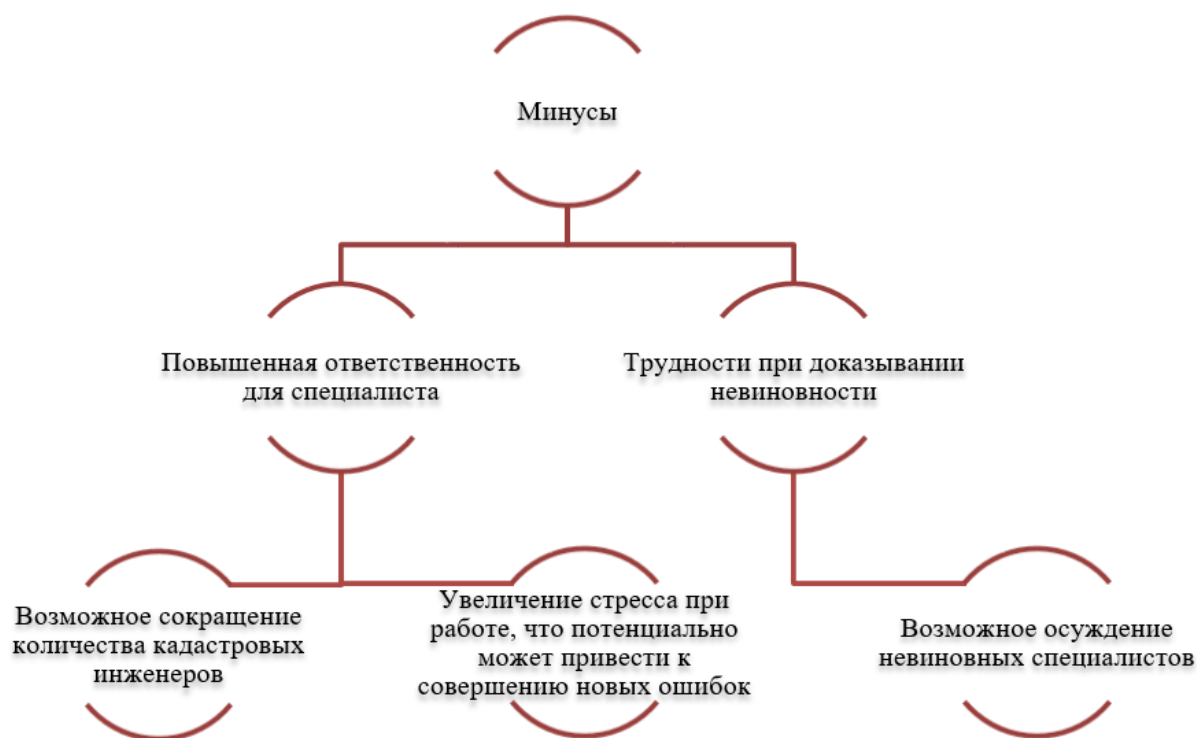 Минусы
Повышенная ответственность
для специалиста
Трудности при доказывании
невиновности
Возможное сокращение
количества кадастровых
инженеров
Увеличение стресса при
работе, что потенциально
может привести к
совершению новых ошибок
Возможное осуждение
невиновных специалистов